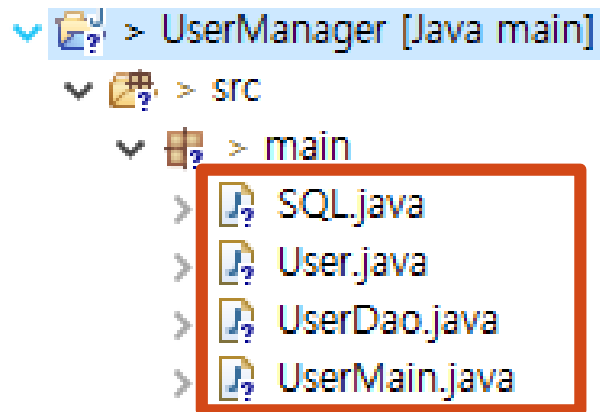 > UserManager [Java main]
> src
> main
SQL.java
User.java
UserDao.java
UserMain.java